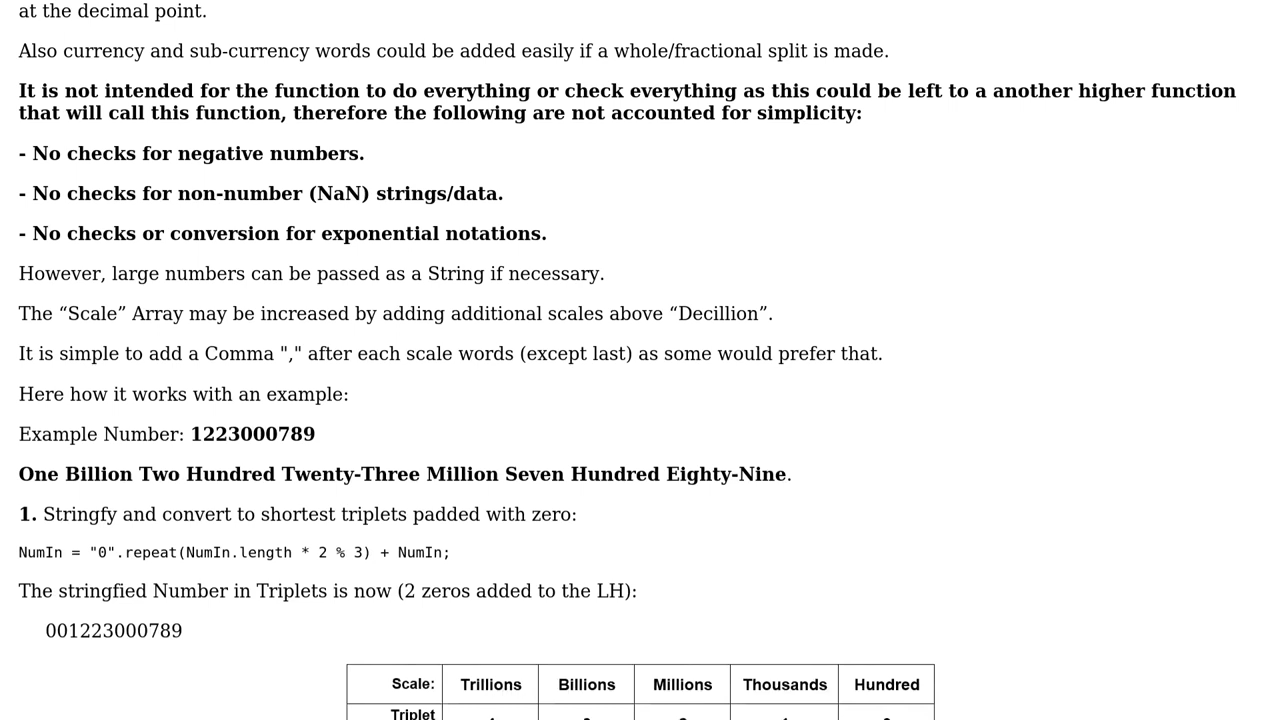 at the decimal point.
Also currency and sub-currency words could be added easily if a whole/fractional split is made.
It is not intended for the function to do everything or check everything as this could be left to a another higher function
that will call this function, therefore the following are not accounted for simplicity:
- No checks for negative numbers.
- No checks for non-number (NaN) strings/data.
- No checks or conversion for exponential notations.
However, large numbers can be passed as a String if necessary.
The “Scale” Array may be increased by adding additional scales above “Decillion”.
It is simple to add a Comma "," after each scale words (except last) as some would prefer that.
Here how it works with an example:
Example Number: 1223000789
One Billion Two Hundred Twenty-Three Million Seven Hundred Eighty-Nine.
1. Stringfy and convert to shortest triplets padded with zero:
NumIn = "0".repeat(NumIn.length * 2 % 3) + NumIn;
The stringfied Number in Triplets is now (2 zeros added to the LH):
001223000789
Scale: Trillions Billions Millions Thousands Hundred
Triplet